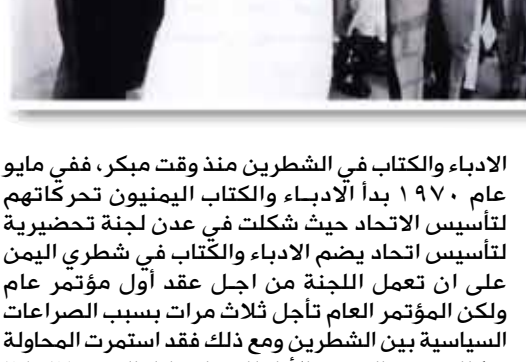 الادباء والكتاب في الشطرين منذ وقت مبكر، ففي مايو
عام ١٩٧٠ بدأ الادبـاء والكتاب اليمنيون تحركاتهم
لتأسيس الاتحاد حيث شكلت في عدن لجنة تحضيرية
لتأسيس اتحاد يضم الادباء والكتاب في شطري اليمن
على ان تعمل اللجنة من اجـل عقد أول مؤتمر عام
ولكن المؤتمر العام تأجل ثلاث مرات بسبب الصراعات
السياسية بين الشطرين ومع ذلك فقد استمرت المحاولة